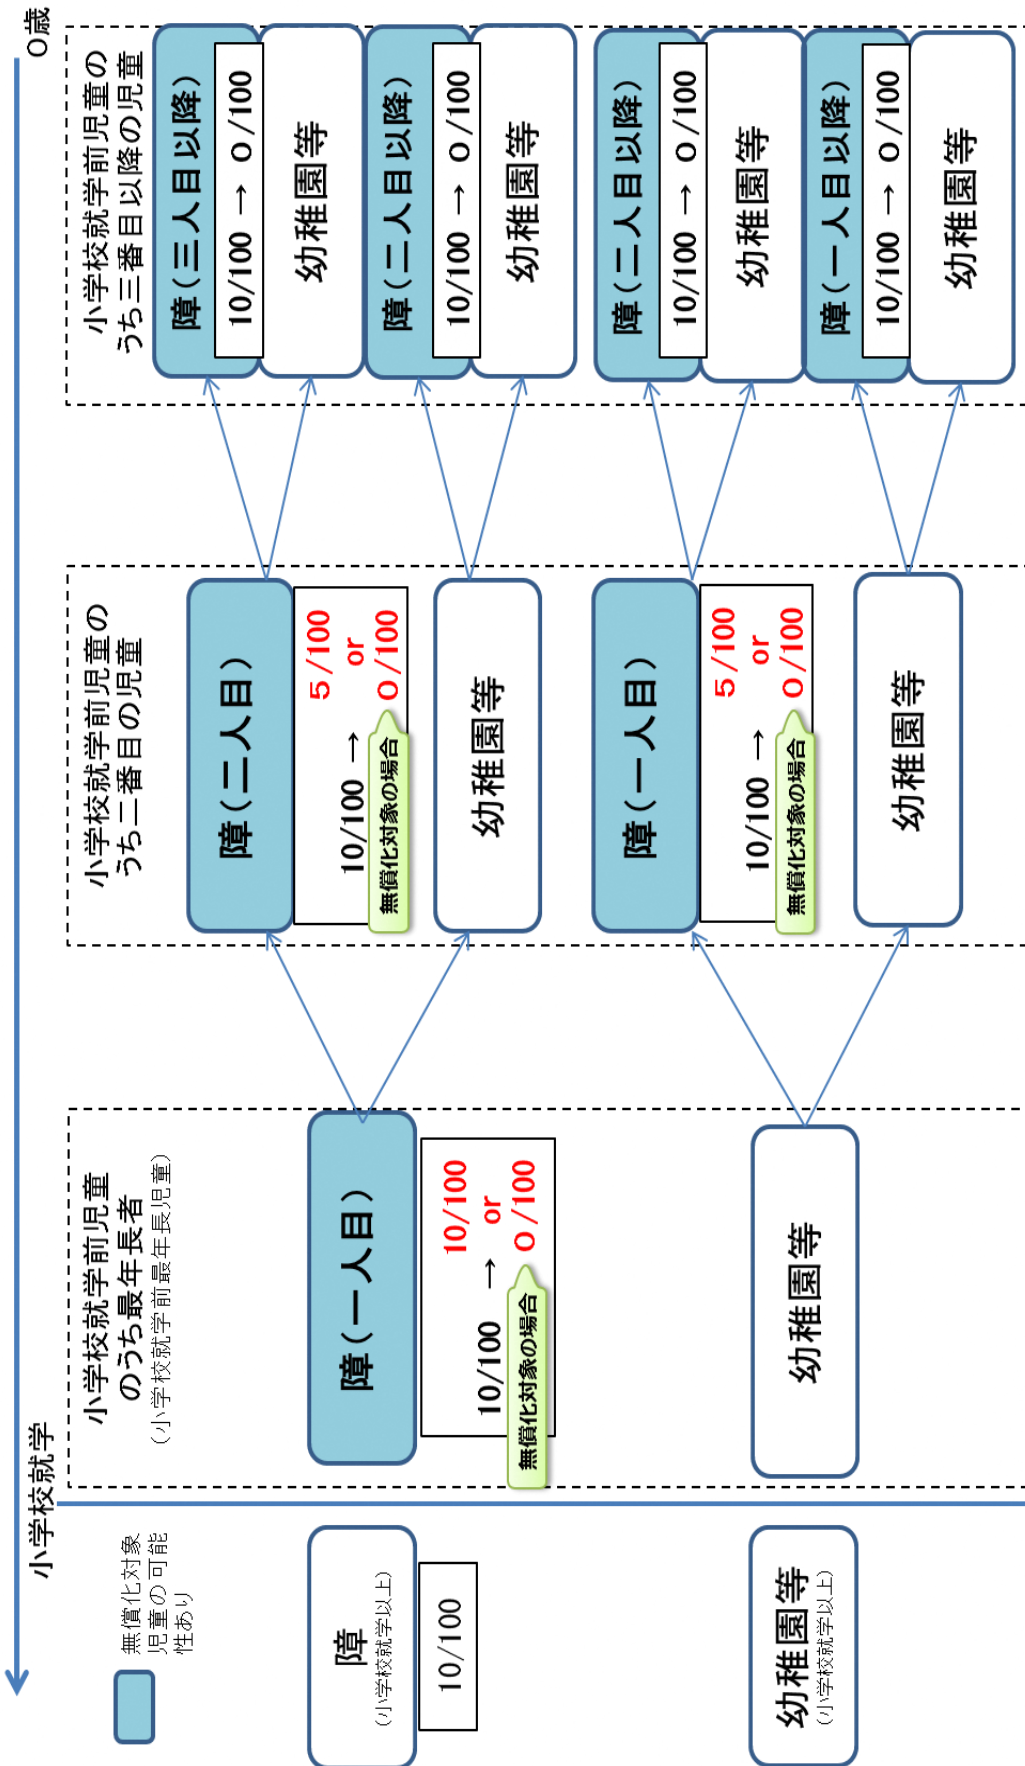 小学校就学
0歳
無償化対象
児童の可能
性あり
障
(小学校就学以上)
10/100
幼稚園等
(小学校就学以上)
小学校就学前児童
のうち最年長者
(小学校就学前最年長児童)
障(一人目)
10/100 →
10/100
or
0/100
無償化対象の場合
幼稚園等
小学校就学前児童の
うち二番目の児童
障(二人目)
10/100 →
5/100
or
0/100
無償化対象の場合
幼稚園等
障(一人目)
10/100 →
5/100
or
0/100
無償化対象の場合
幼稚園等
小学校就学前児童の
うち三番目以降の児童
障(三人目以降)
10/100 → 0/100
幼稚園等
障(二人目以降)
10/100 → 0/100
幼稚園等
障(二人目以降)
10/100 → 0/100
幼稚園等
障(一人目以降)
10/100 → 0/100
幼稚園等